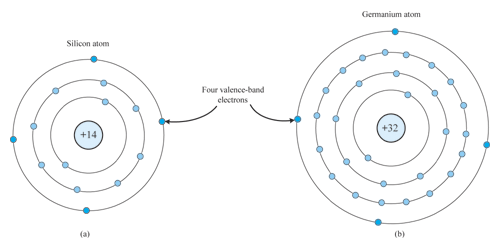 Silicon atom
Germanium atom
Four valence-band
electrons
+14
+32
(a)
(b)